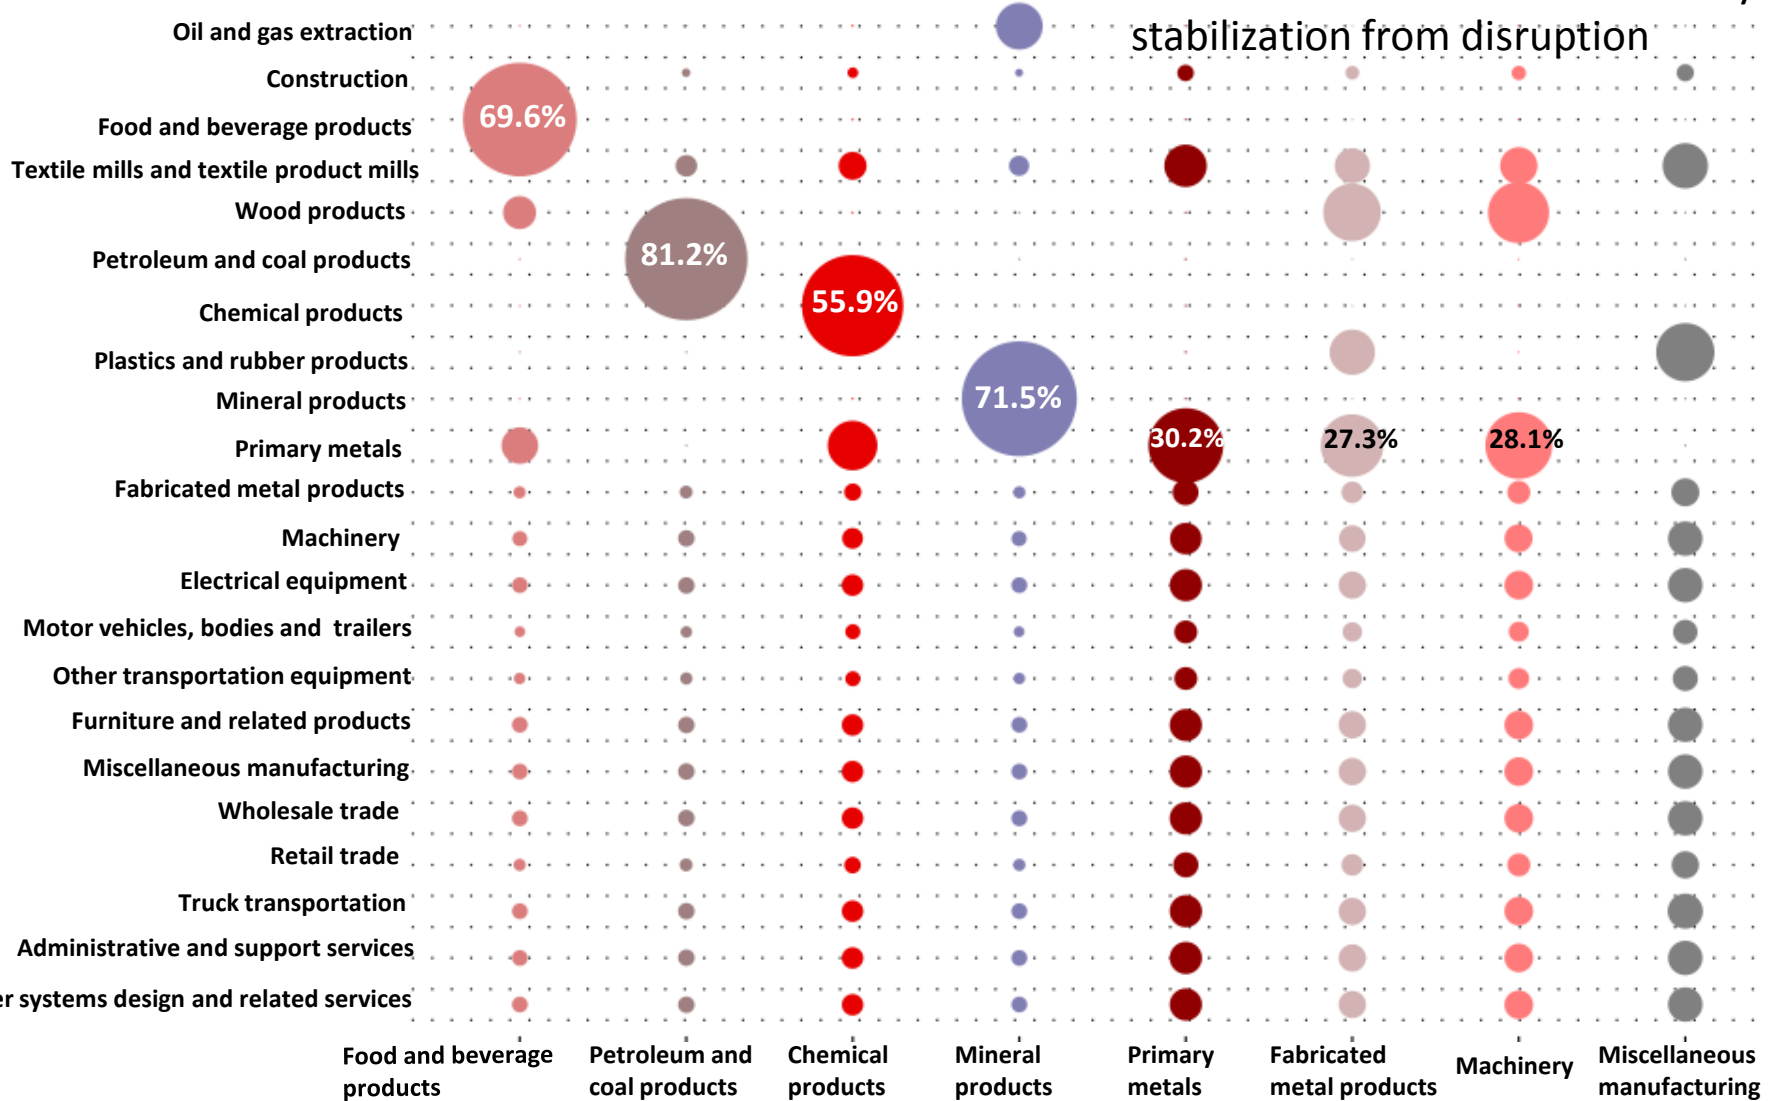 stabilization from disruption
Oil and gas extraction
Construction
Food and beverage products
69.6%
Textile mills and textile product mills
Wood products
Petroleum and coal products
81.2%
Chemical products
55.9%
Plastics and rubber products
Mineral products
71.5%
Primary metals
30.2%
27.3%
28.1%
Fabricated metal products
Machinery
Electrical equipment
Motor vehicles, bodies and trailers
Other transportation equipment
Furniture and related products
Miscellaneous manufacturing
Wholesale trade
Retail trade
Truck transportation
Administrative and support services
systems design and related services
Food and beverage
products
Petroleum and
coal products
Chemical
products
Mineral
products
Primary
metals
Fabricated
metal products
Machinery
Miscellaneous
manufacturing